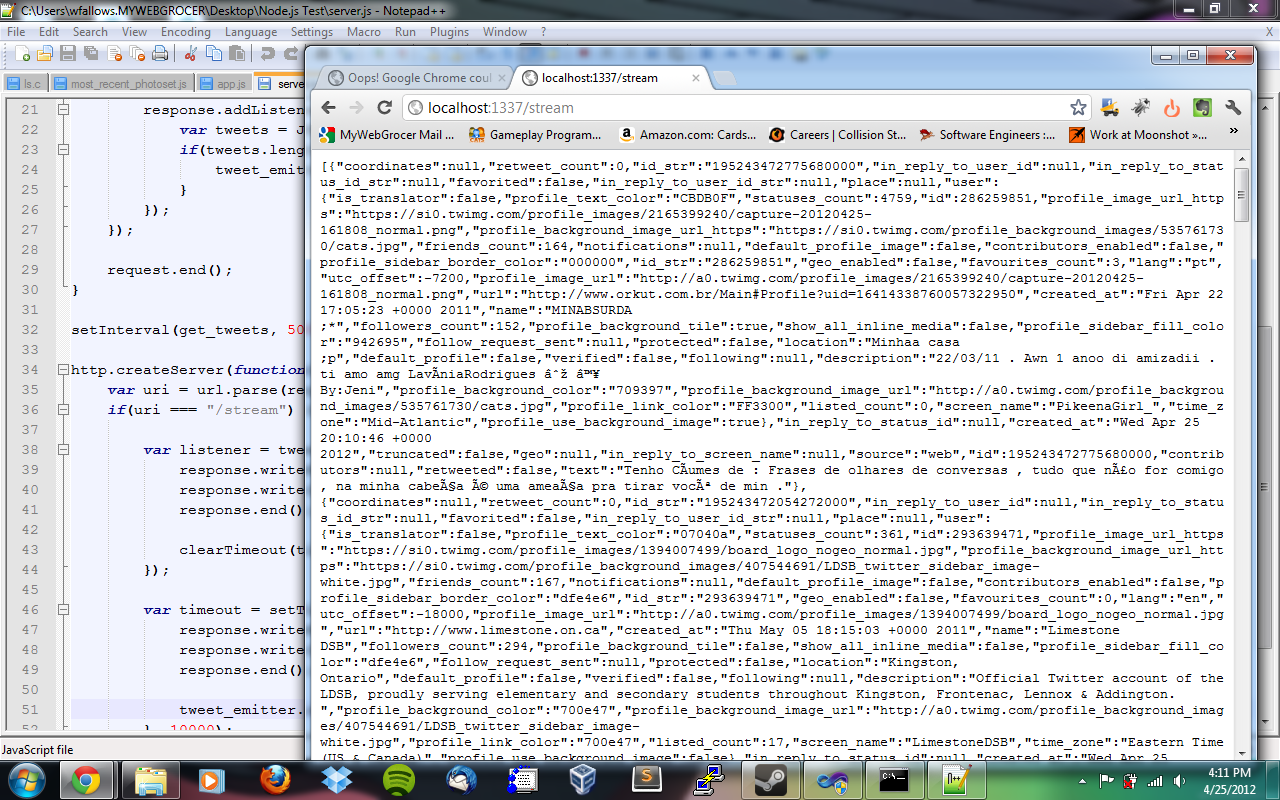 C:\Users\wfallows.MYWEBGROCER\Desktop\Node.js Test\server.js - Notepad++
File Edit Search View Encoding Language Settings Macro Run Plugins Window ? X
ls.c most_recent_photoset.js app.js serve
Oops! Google Chrome coul
localhost:1337/stream
localhost:1337/stream
MyWebGrocer Mail ... Gameplay Program... Amazon.com: Cards... Careers | Collision St... Software Engineers :... Work at Moonshot »... »
21 response.addListen
22 var tweets = J
23 if(tweets.leng
24 tweet_emit
25 }
26 });
27 });
28
29 request.end();
30 }
31
32 setInterval(get_tweets, 50
33
34 http.createServer(function
35 var uri = url.parse(re
36 if(uri === "/stream")
37
38 var listener = twe
39 response.write
40 response.write
41 response.end()
42
43 clearTimeout(t
44 });
45
46 var timeout = setT
47 response.write
48 response.write
49 response.end()
50
51 tweet_emitter.
52 }, 10000);
[{"coordinates":null,"retweet_count":0,"id_str":"195243472775680000","in_reply_to_user_id":null,"in_reply_to_stat
us_id_str":null,"favorited":false,"in_reply_to_user_id_str":null,"place":null,"user":
{"is_translator":false,"profile_text_color":"CBDB0F","statuses_count":4759,"id":286259851,"profile_image_url_http
s":"https://si0.twimg.com/profile_images/2165399240/capture-20120425-
161808_normal.png","profile_background_image_url_https":"https://si0.twimg.com/profile_background_images/53576173
0/cats.jpg","friends_count":164,"notifications":null,"default_profile_image":false,"contributors_enabled":false,"
profile_sidebar_border_color":"000000","id_str":"286259851","geo_enabled":false,"favourites_count":3,"lang":"pt",
"utc_offset":-7200,"profile_image_url":"http://a0.twimg.com/profile_images/2165399240/capture-20120425-
161808_normal.png","url":"http://www.orkut.com.br/Main#Profile?uid=16414338760057322950","created_at":"Fri Apr 22
17:05:23 +0000 2011","name":"MINABSURDA
;*","followers_count":152,"profile_background_tile":true,"show_all_inline_media":false,"profile_sidebar_fill_colo
r":"942695","follow_request_sent":null,"protected":false,"location":"Minhaa casa
;p","default_profile":false,"verified":false,"following":null,"description":"22/03/11 . Awn 1 anoo di amizadii .
ti amo amg LavÃniaRodrigues âˆž â™¥
By:Jeni","profile_background_color":"709397","profile_background_image_url":"http://a0.twimg.com/profile_backgrou
nd_images/535761730/cats.jpg","profile_link_color":"FF3300","listed_count":0,"screen_name":"PikeenaGirl_","time_z
one":"Mid-Atlantic","profile_use_background_image":true},"in_reply_to_status_id":null,"created_at":"Wed Apr 25
20:10:46 +0000
2012","truncated":false,"geo":null,"in_reply_to_screen_name":null,"source":"web","id":195243472775680000,"contrib
utors":null,"retweeted":false,"text":"Tenho CÃumes de : Frases de olhares de conversas , tudo que nÃ£o for comigo
, na minha cabeÃ§a Ã© uma ameaÃ§a pra tirar vocÃª de min ."},
{"coordinates":null,"retweet_count":0,"id_str":"195243472054272000","in_reply_to_user_id":null,"in_reply_to_stat
us_id_str":null,"favorited":false,"in_reply_to_user_id_str":null,"place":null,"user":
{"is_translator":false,"profile_text_color":"07040a","statuses_count":361,"id":293639471,"profile_image_url_https
":"https://si0.twimg.com/profile_images/1394007499/board_logo_nogeo_normal.jpg","profile_background_image_url_ht
tps":"https://si0.twimg.com/profile_background_images/407544691/LDSB_twitter_sidebar_image-
white.jpg","friends_count":167,"notifications":null,"default_profile_image":false,"contributors_enabled":false,"p
rofile_sidebar_border_color":"dfe4e6","id_str":"293639471","geo_enabled":false,"favourites_count":0,"lang":"en","
utc_offset":-18000,"profile_image_url":"http://a0.twimg.com/profile_images/1394007499/board_logo_nogeo_normal.jpg
","url":"http://www.limestone.on.ca","created_at":"Thu May 05 18:15:03 +0000 2011","name":"Limestone
DSB","followers_count":294,"profile_background_tile":false,"show_all_inline_media":false,"profile_sidebar_fill_co
lor":"dfe4e6","follow_request_sent":null,"protected":false,"location":"Kingston,
Ontario","default_profile":false,"verified":false,"following":null,"description":"Official Twitter account of the
LDSB, proudly serving elementary and secondary students throughout Kingston, Frontenac, Lennox & Addington.
","profile_background_color":"700e47","profile_background_image_url":"http://a0.twimg.com/profile_background_imag
es/407544691/LDSB_twitter_sidebar_image-
white.jpg","profile_link_color":"700e47","listed_count":17,"screen_name":"LimestoneDSB","time_zone":"Eastern Time
(US & Canada)","profile_use_background_image":false},"in_reply_to_status_id":null,"created_at":"Wed Apr 25
JavaScript file
4:11 PM
4/25/2012